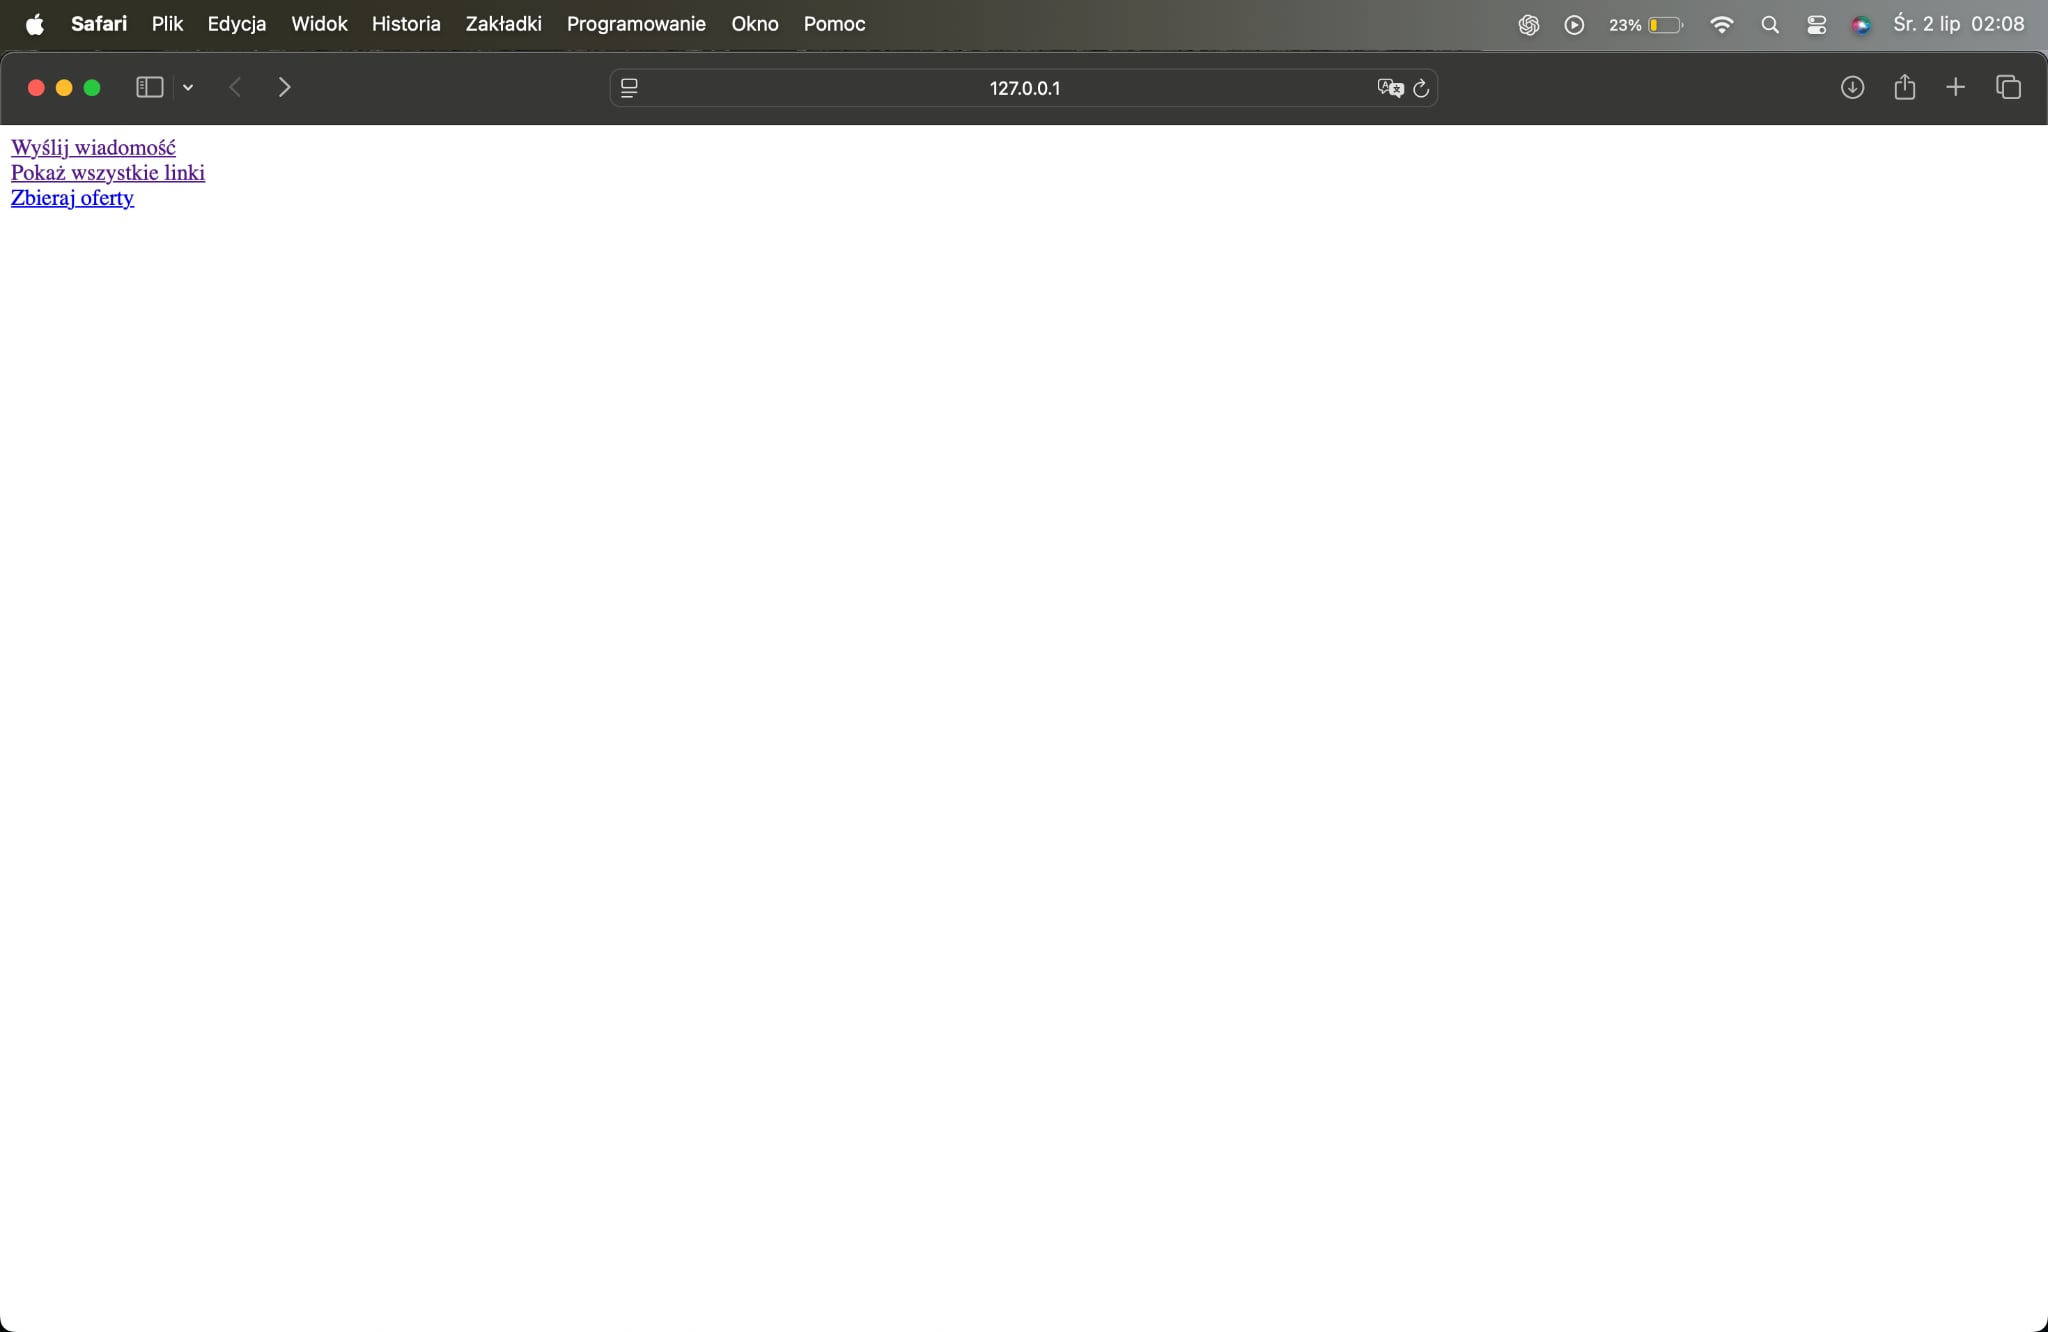 Safari Plik Edycja Widok Historia Zakładki Programowanie Okno Pomoc 23% Śr. 2 lip 02:08
127.0.0.1
Wyślij wiadomość
Pokaż wszystkie linki
Zbieraj oferty